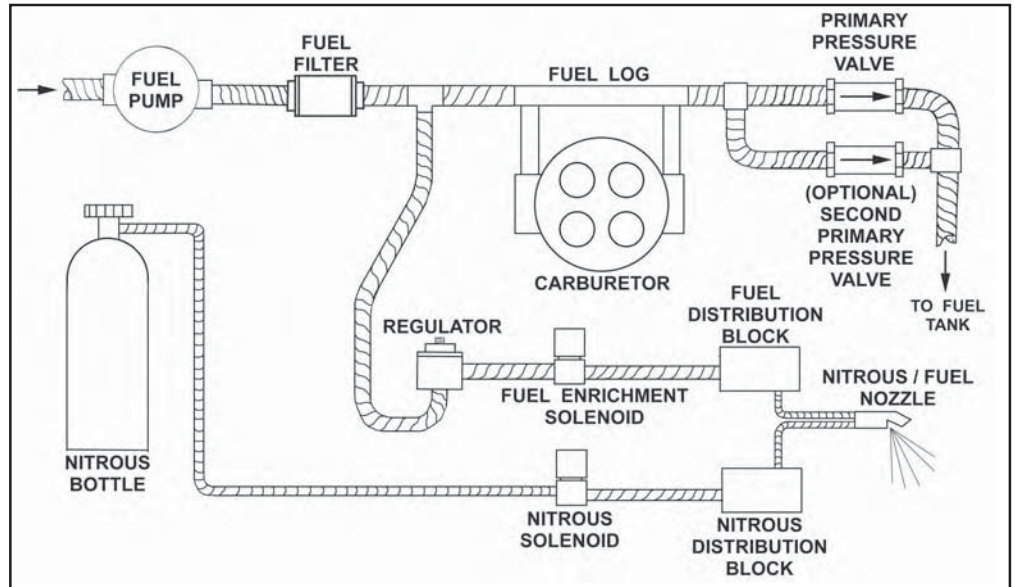 FUEL
PUMP
FUEL
FILTER
FUEL LOG
PRIMARY
PRESSURE
VALVE
(OPTIONAL)
SECOND
PRIMARY
PRESSURE
VALVE
TO FUEL
TANK
CARBURETOR
NITROUS
BOTTLE
REGULATOR
FUEL ENRICHMENT
SOLENOID
FUEL
DISTRIBUTION
BLOCK
NITROUS / FUEL
NOZZLE
NITROUS
SOLENOID
NITROUS
DISTRIBUTION
BLOCK